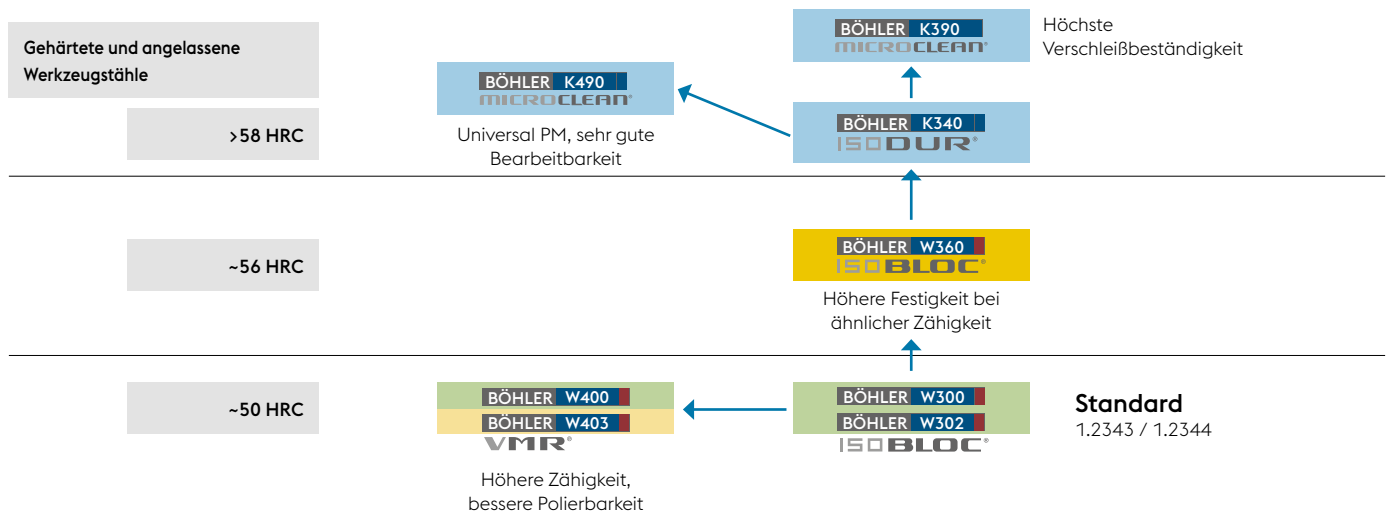 Gehärtete und angelassene
Werkzeugstähle
BÖHLER K390
MICROCLEAN®
Höchste
Verschleißbeständigkeit
BÖHLER K490
MICROCLEAN®
Universal PM, sehr gute
Bearbeitbarkeit
>58 HRC
BÖHLER K340
ISODUR®
~56 HRC
BÖHLER W360
ISOBLOC®
Höhere Festigkeit bei
ähnlicher Zähigkeit
~50 HRC
BÖHLER W400
BÖHLER W403
VMR®
Höhere Zähigkeit,
bessere Polierbarkeit
BÖHLER W300
BÖHLER W302
ISOBLOC®
Standard
1.2343 / 1.2344